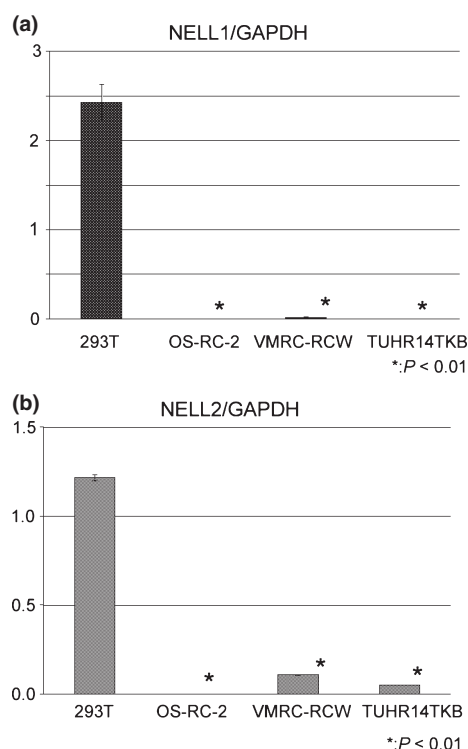 (a)
NELL1/GAPDH
3
2
1
0
* * *
293T OS-RC-2 VMRC-RCW TUHR14TKB
*:P < 0.01
(b)
NELL2/GAPDH
1.5
1.0
0.5
0.0
* * *
293T OS-RC-2 VMRC-RCW TUHR14TKB
*:P < 0.01